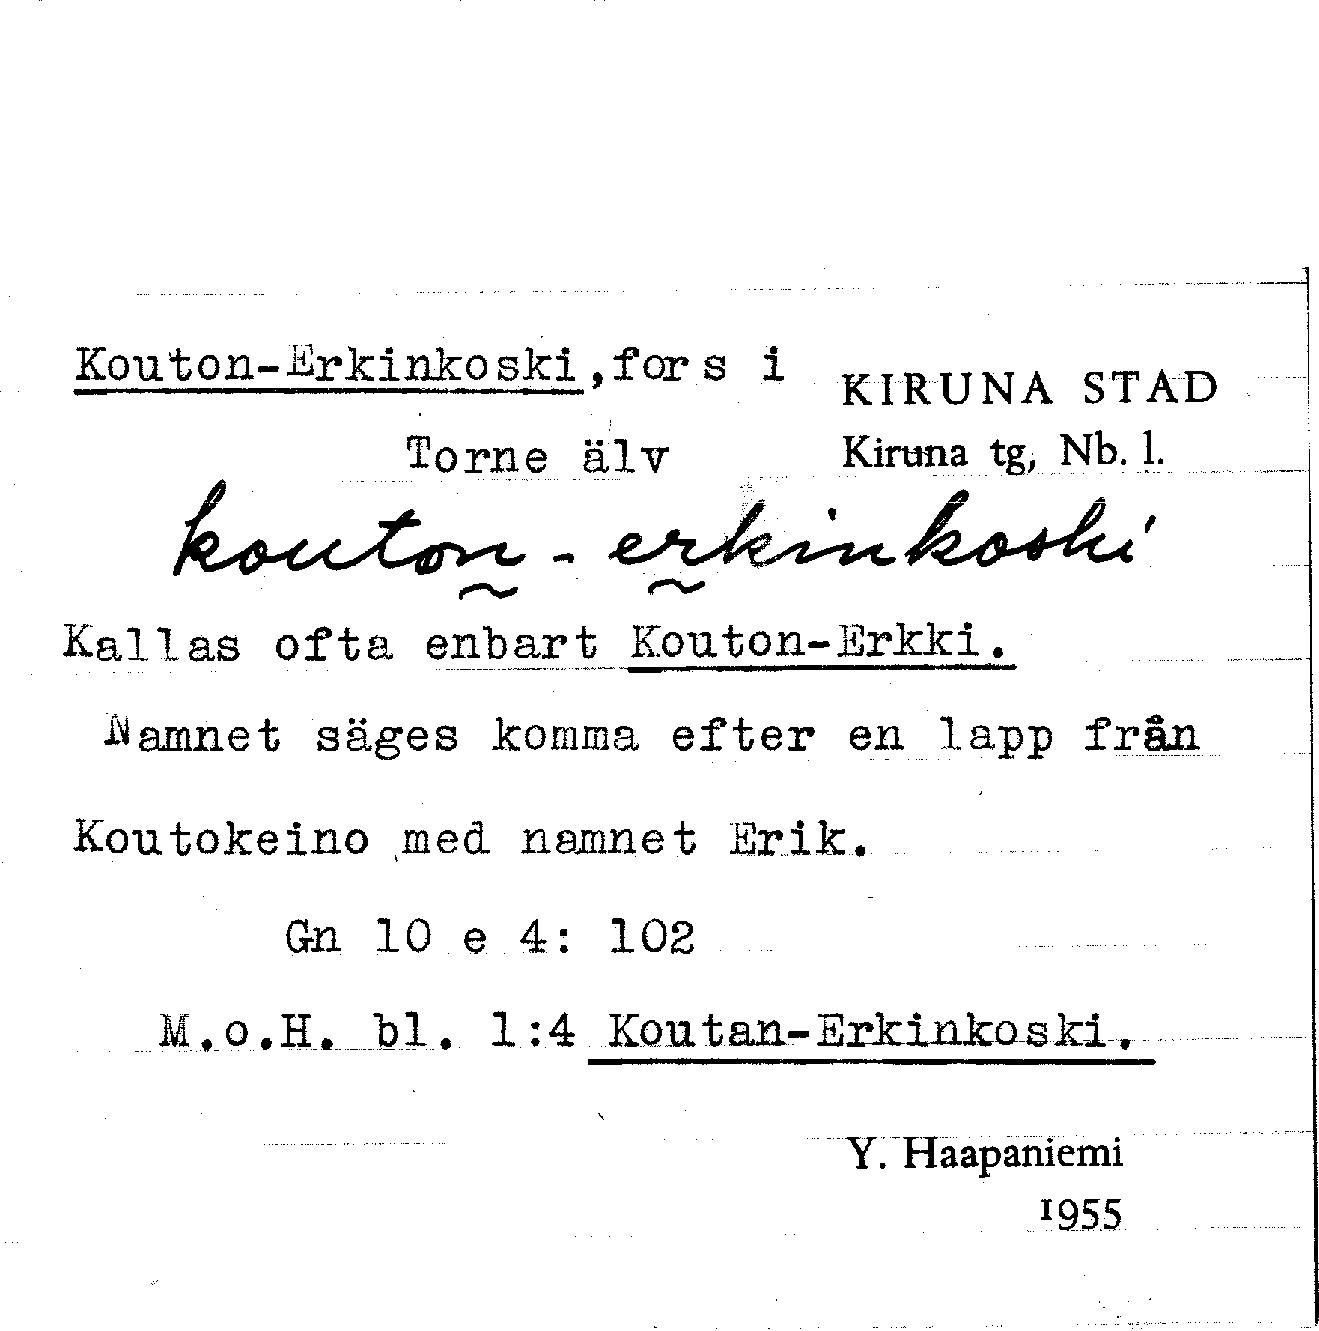 Kouton-Erkinkoski, fors i
KIRUNA STAD
Torne älv
Kiruna tg, Nb. l.
kouton - erkinkoski
Kallas ofta enbart Kouton-Erkki.
Namnet säges komma efter en lapp från
Koutokeino med namnet Erik.
Gn 10 e 4: 102
M.o.H. bl. 1:4 Koutan-Erkinkoski.
Y. Haapaniemi
1955